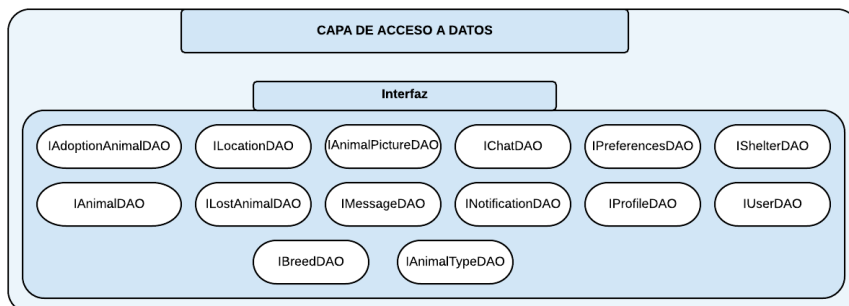 CAPA DE ACCESO A DATOS
Interfaz
IAdoptionAnimalDAO ILocationDAO IAnimalPictureDAO IChatDAO IPreferencesDAO IShelterDAO
IAnimalDAO ILostAnimalDAO IMessageDAO INotificationDAO IProfileDAO IUserDAO
IBreedDAO IAnimalTypeDAO